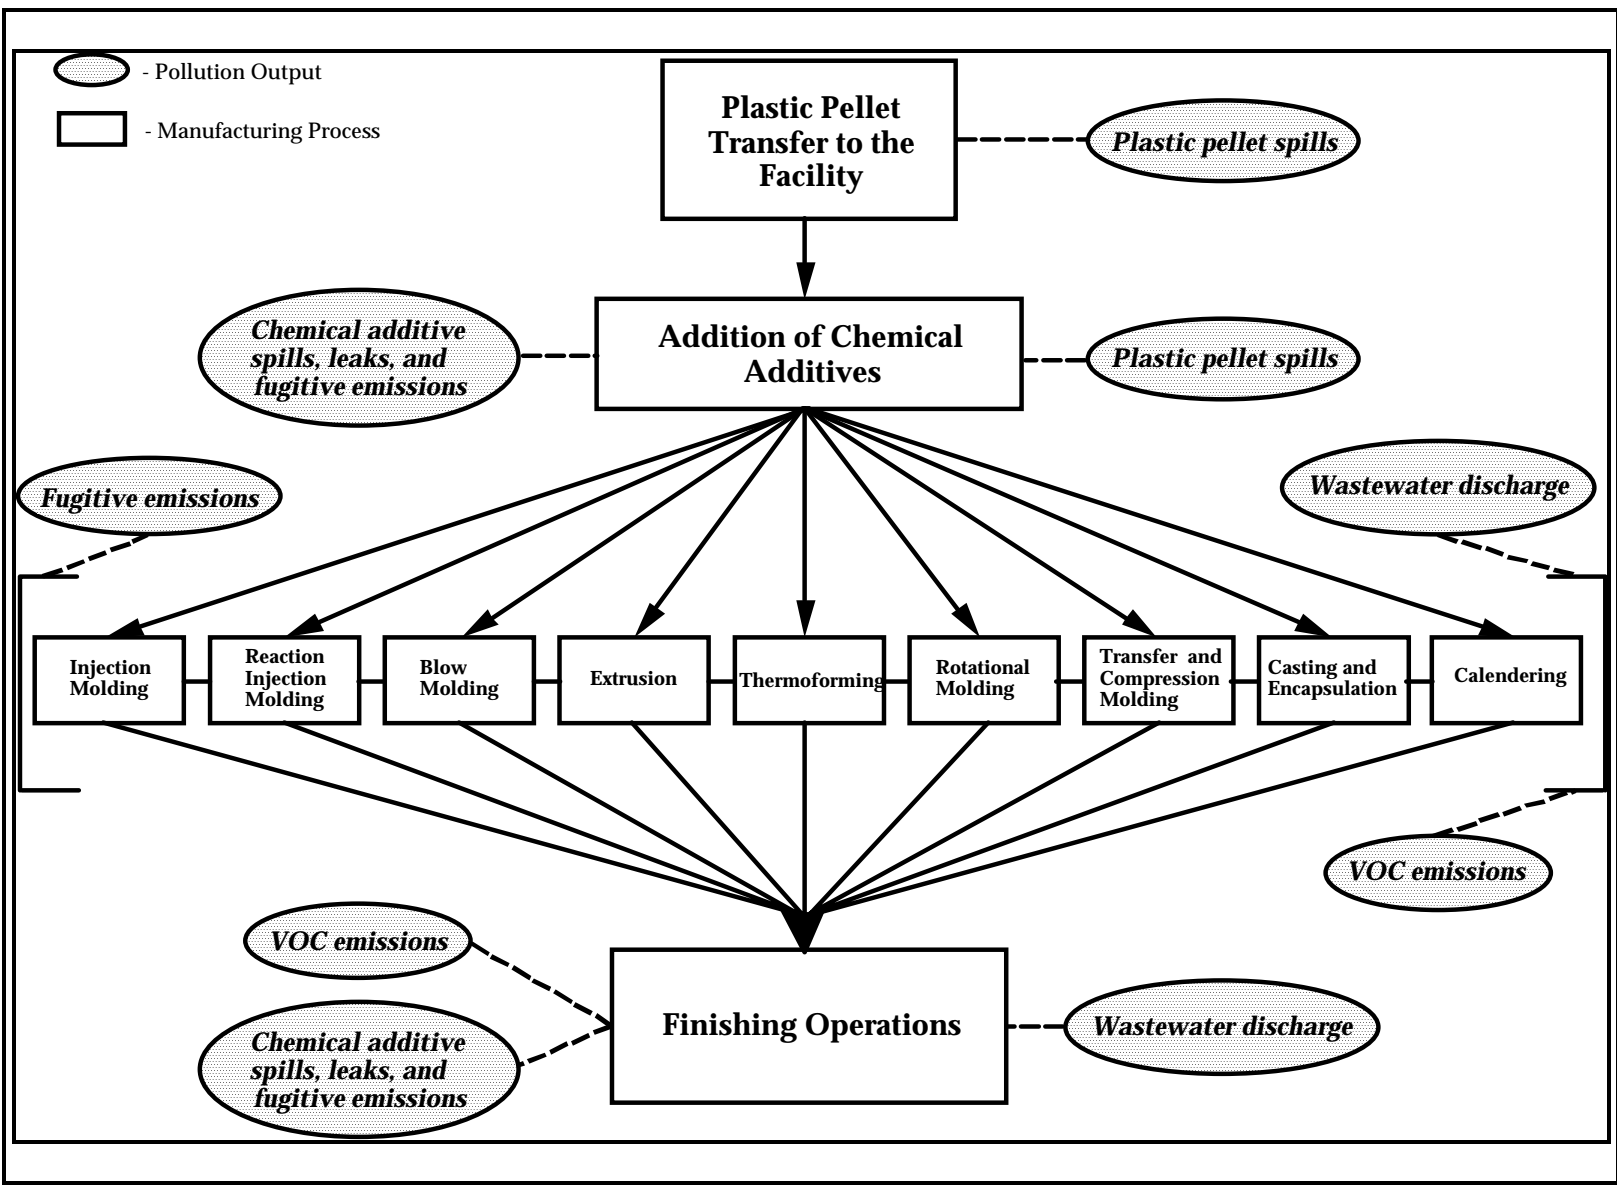 - Pollution Output
- Manufacturing Process
Plastic Pellet
Transfer to the
Facility
Plastic pellet spills
Chemical additive
spills, leaks, and
fugitive emissions
Addition of Chemical
Additives
Plastic pellet spills
Fugitive emissions
Wastewater discharge
Injection
Molding
Reaction
Injection
Molding
Blow
Molding
Extrusion
Thermoforming
Rotational
Molding
Transfer and
Compression
Molding
Casting and
Encapsulation
Calendering
VOC emissions
VOC emissions
Chemical additive
spills, leaks, and
fugitive emissions
Finishing Operations
Wastewater discharge